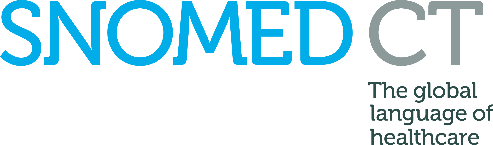 SNOMED CT
The global
language of
healthcare